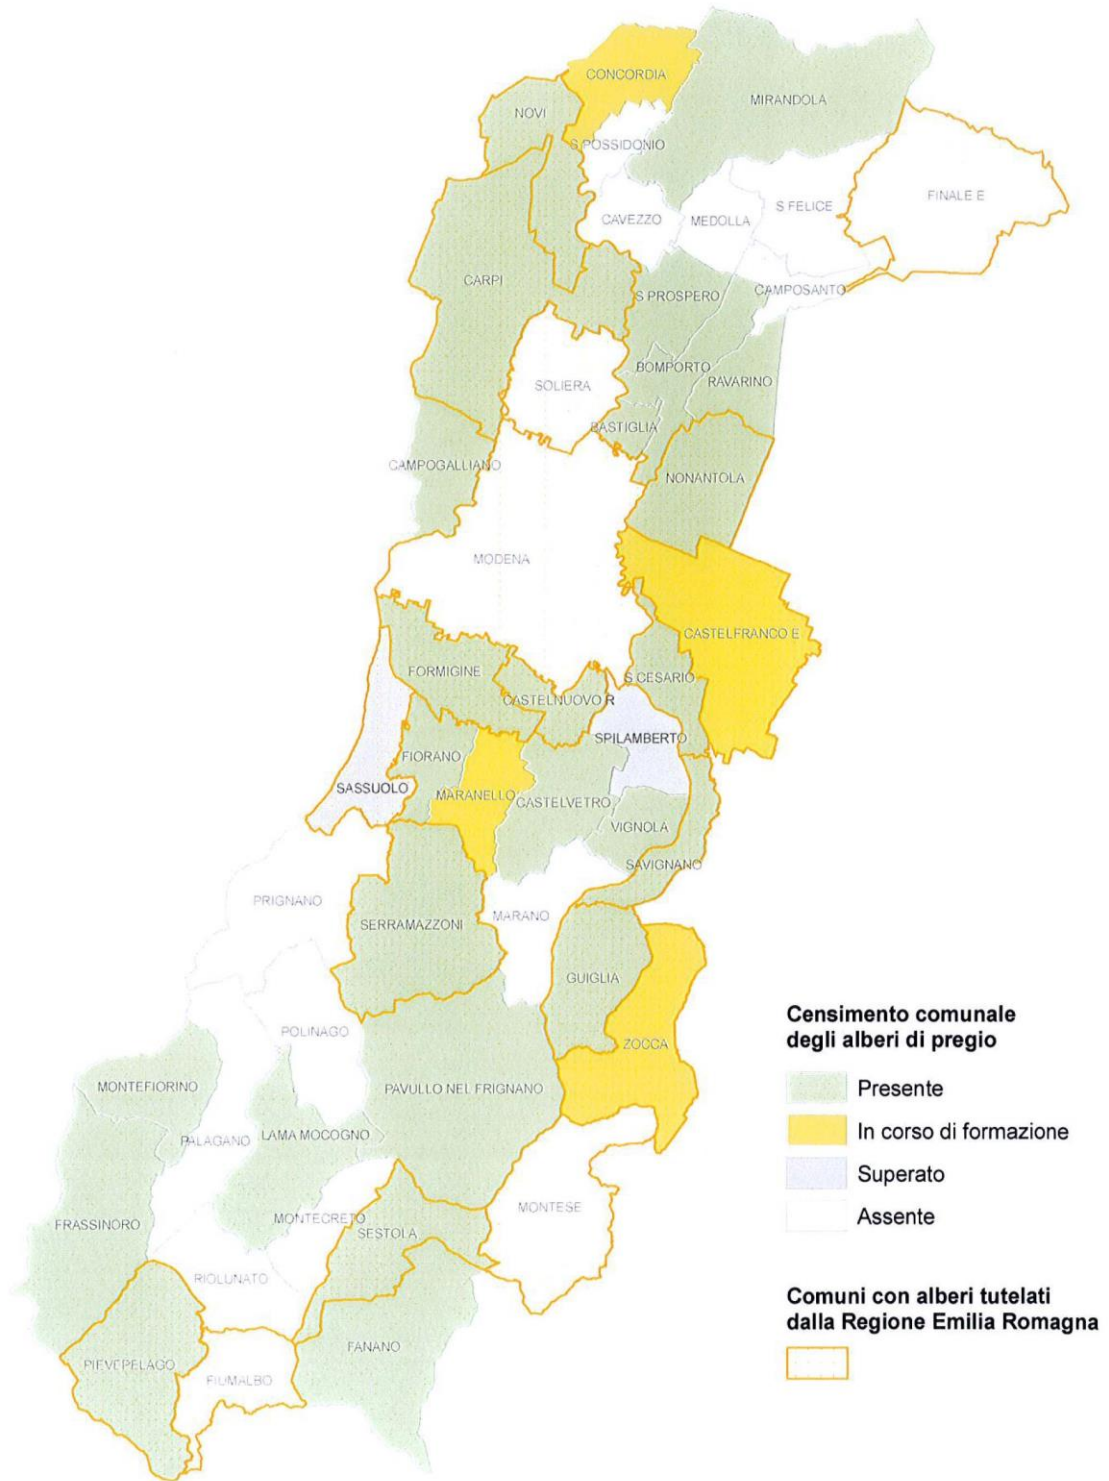 CONCORDIA
MIRANDOLA
NOVI
S POSSIDONIO
FINALE E
S FELICE
CAVEZZO
MEDOLLA
CARPI
S PROSPERO
CAMPOSANTO
BOMPORTO
RAVARINO
SOLIERA
BASTIGLIA
CAMPOGALLIANO
NONANTOLA
MODENA
CASTELFRANCO E
FORMIGINE
S CESARIO
CASTELNUOVO R
SPILAMBERTO
FIORANO
SASSUOLO
MARANELLO
CASTELVETRO
VIGNOLA
SAVIGNANO
PRIGNANO
MARANO
SERRAMAZZONI
GUIGLIA
POLINAGO
ZOCCA
MONTEFIORINO
PAVULLO NEL FRIGNANO
PALAGANO
LAMA MOCOGNO
MONTESE
FRASSINORO
MONTECRETO
SESTOLA
RIOLUNATO
FANANO
PIEVEPELAGO
FIUMALBO
Censimento comunale
degli alberi di pregio
Presente
In corso di formazione
Superato
Assente
Comuni con alberi tutelati
dalla Regione Emilia Romagna